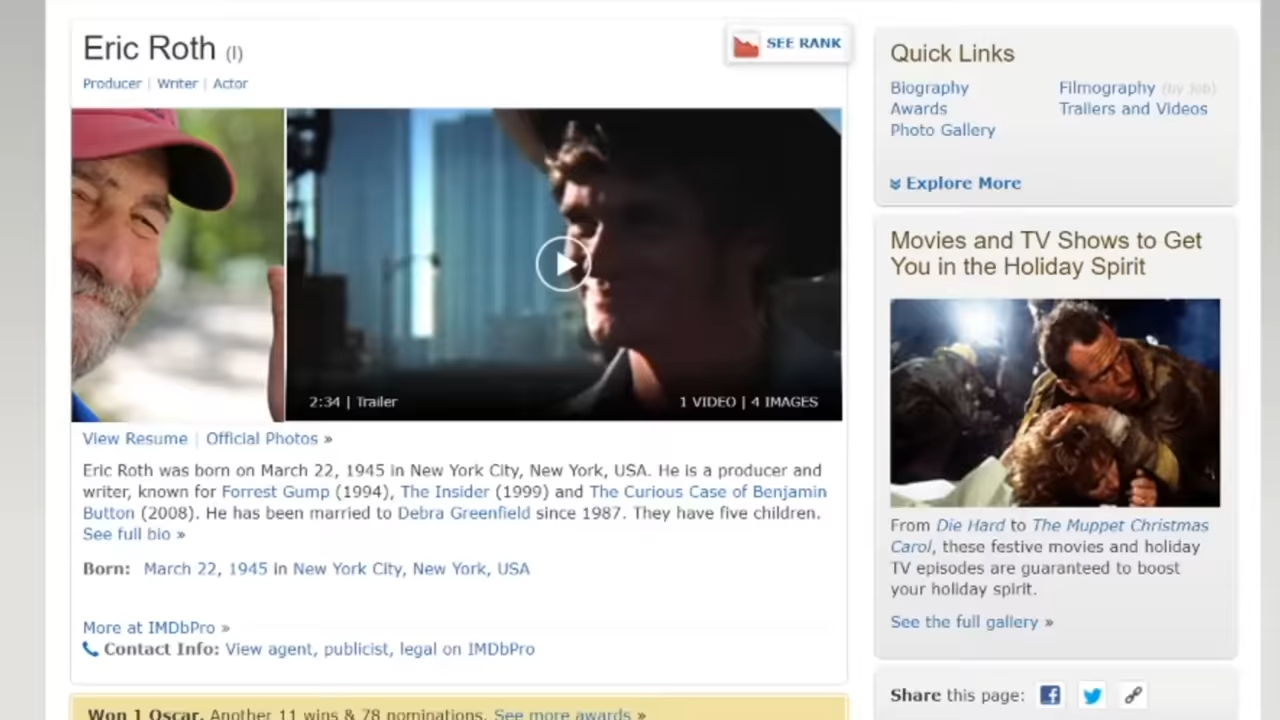 Eric Roth (I)
SEE RANK
Producer | Writer | Actor
2:34 | Trailer
1 VIDEO | 4 IMAGES
View Resume | Official Photos »
Eric Roth was born on March 22, 1945 in New York City, New York, USA. He is a producer and
writer, known for Forrest Gump (1994), The Insider (1999) and The Curious Case of Benjamin
Button (2008). He has been married to Debra Greenfield since 1987. They have five children.
See full bio »
Born: March 22, 1945 in New York City, New York, USA
More at IMDbPro »
Contact Info: View agent, publicist, legal on IMDbPro
Won 1 Oscar. Another 11 wins & 78 nominations. See more awards »
Quick Links
Biography
Filmography (by Job)
Awards
Trailers and Videos
Photo Gallery
Explore More
Movies and TV Shows to Get
You in the Holiday Spirit
From Die Hard to The Muppet Christmas
Carol, these festive movies and holiday
TV episodes are guaranteed to boost
your holiday spirit.
See the full gallery »
Share this page: